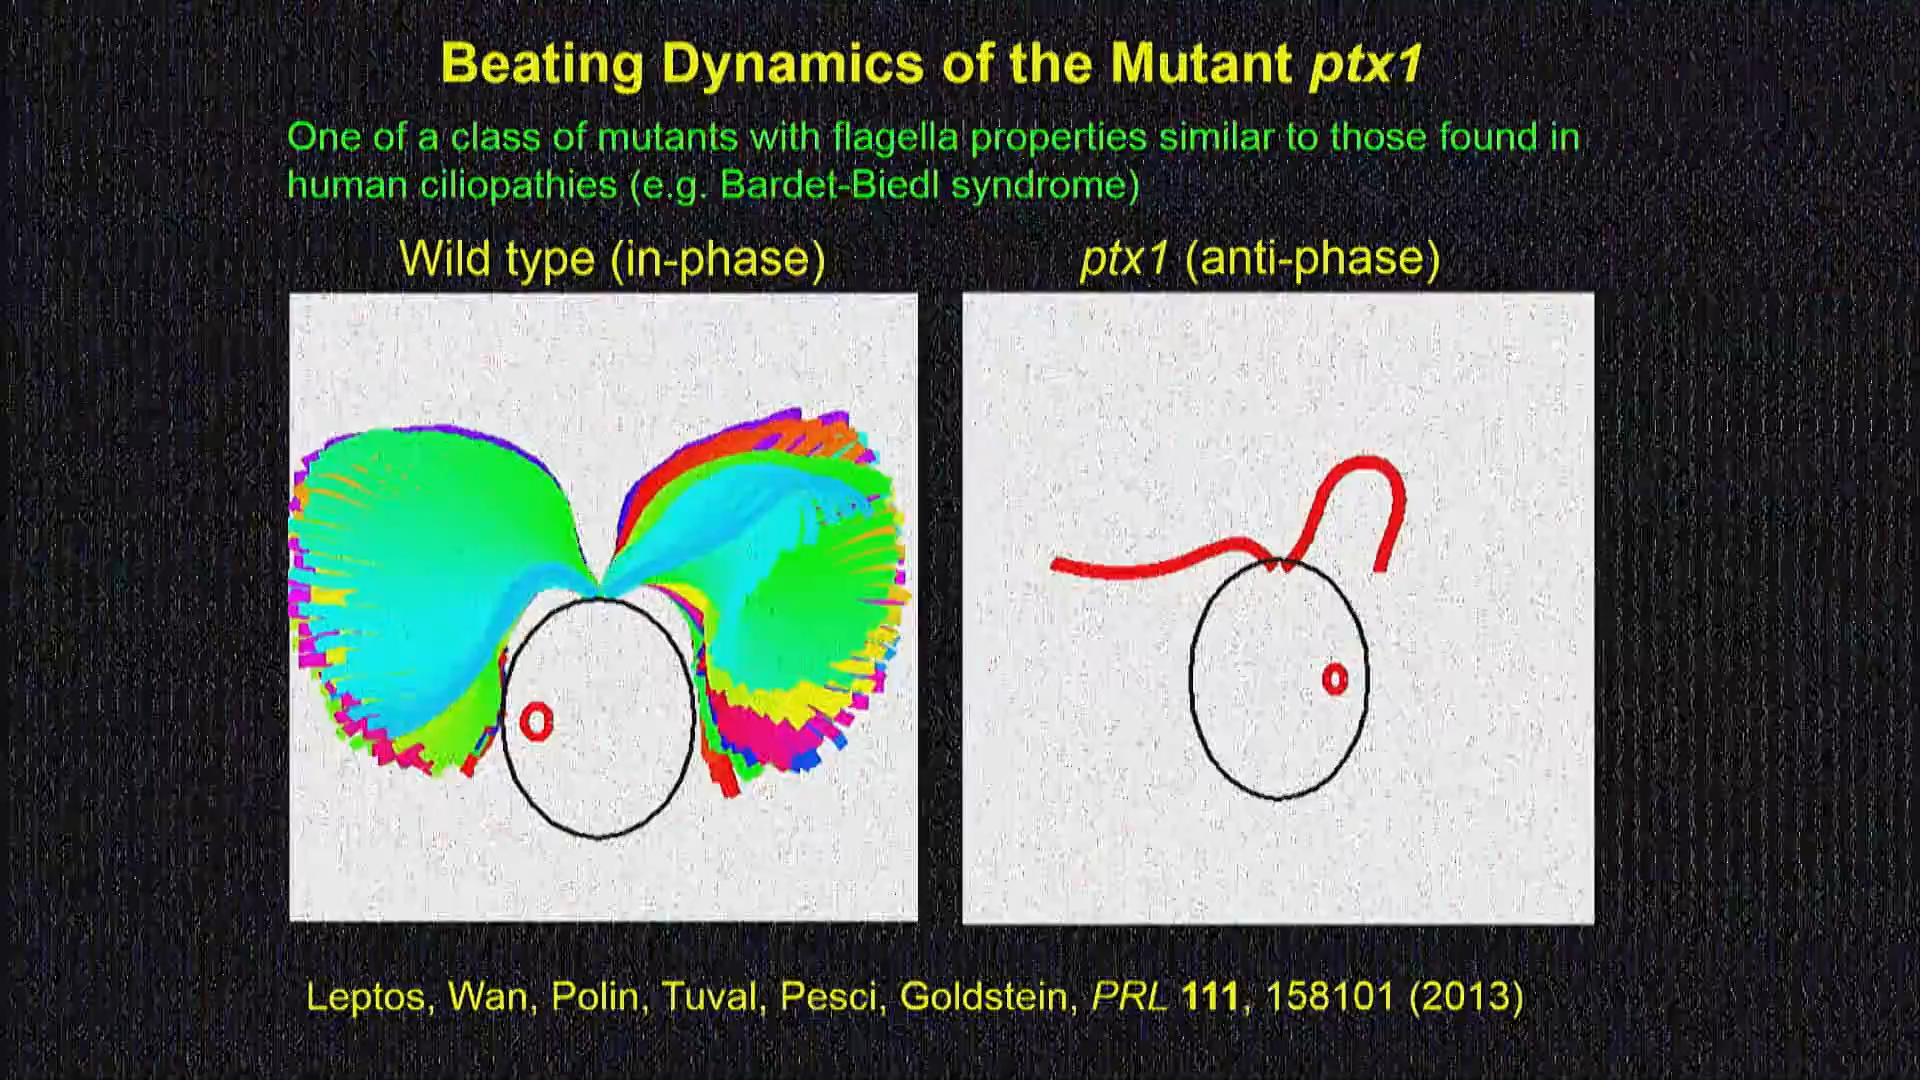 Beating Dynamics of the Mutant ptx1
One of a class of mutants with flagella properties similar to those found in
human ciliopathies (e.g. Bardet-Biedl syndrome)
Wild type (in-phase)
ptx1 (anti-phase)
Leptos, Wan, Polin, Tuval, Pesci, Goldstein, PRL 111, 158101 (2013)